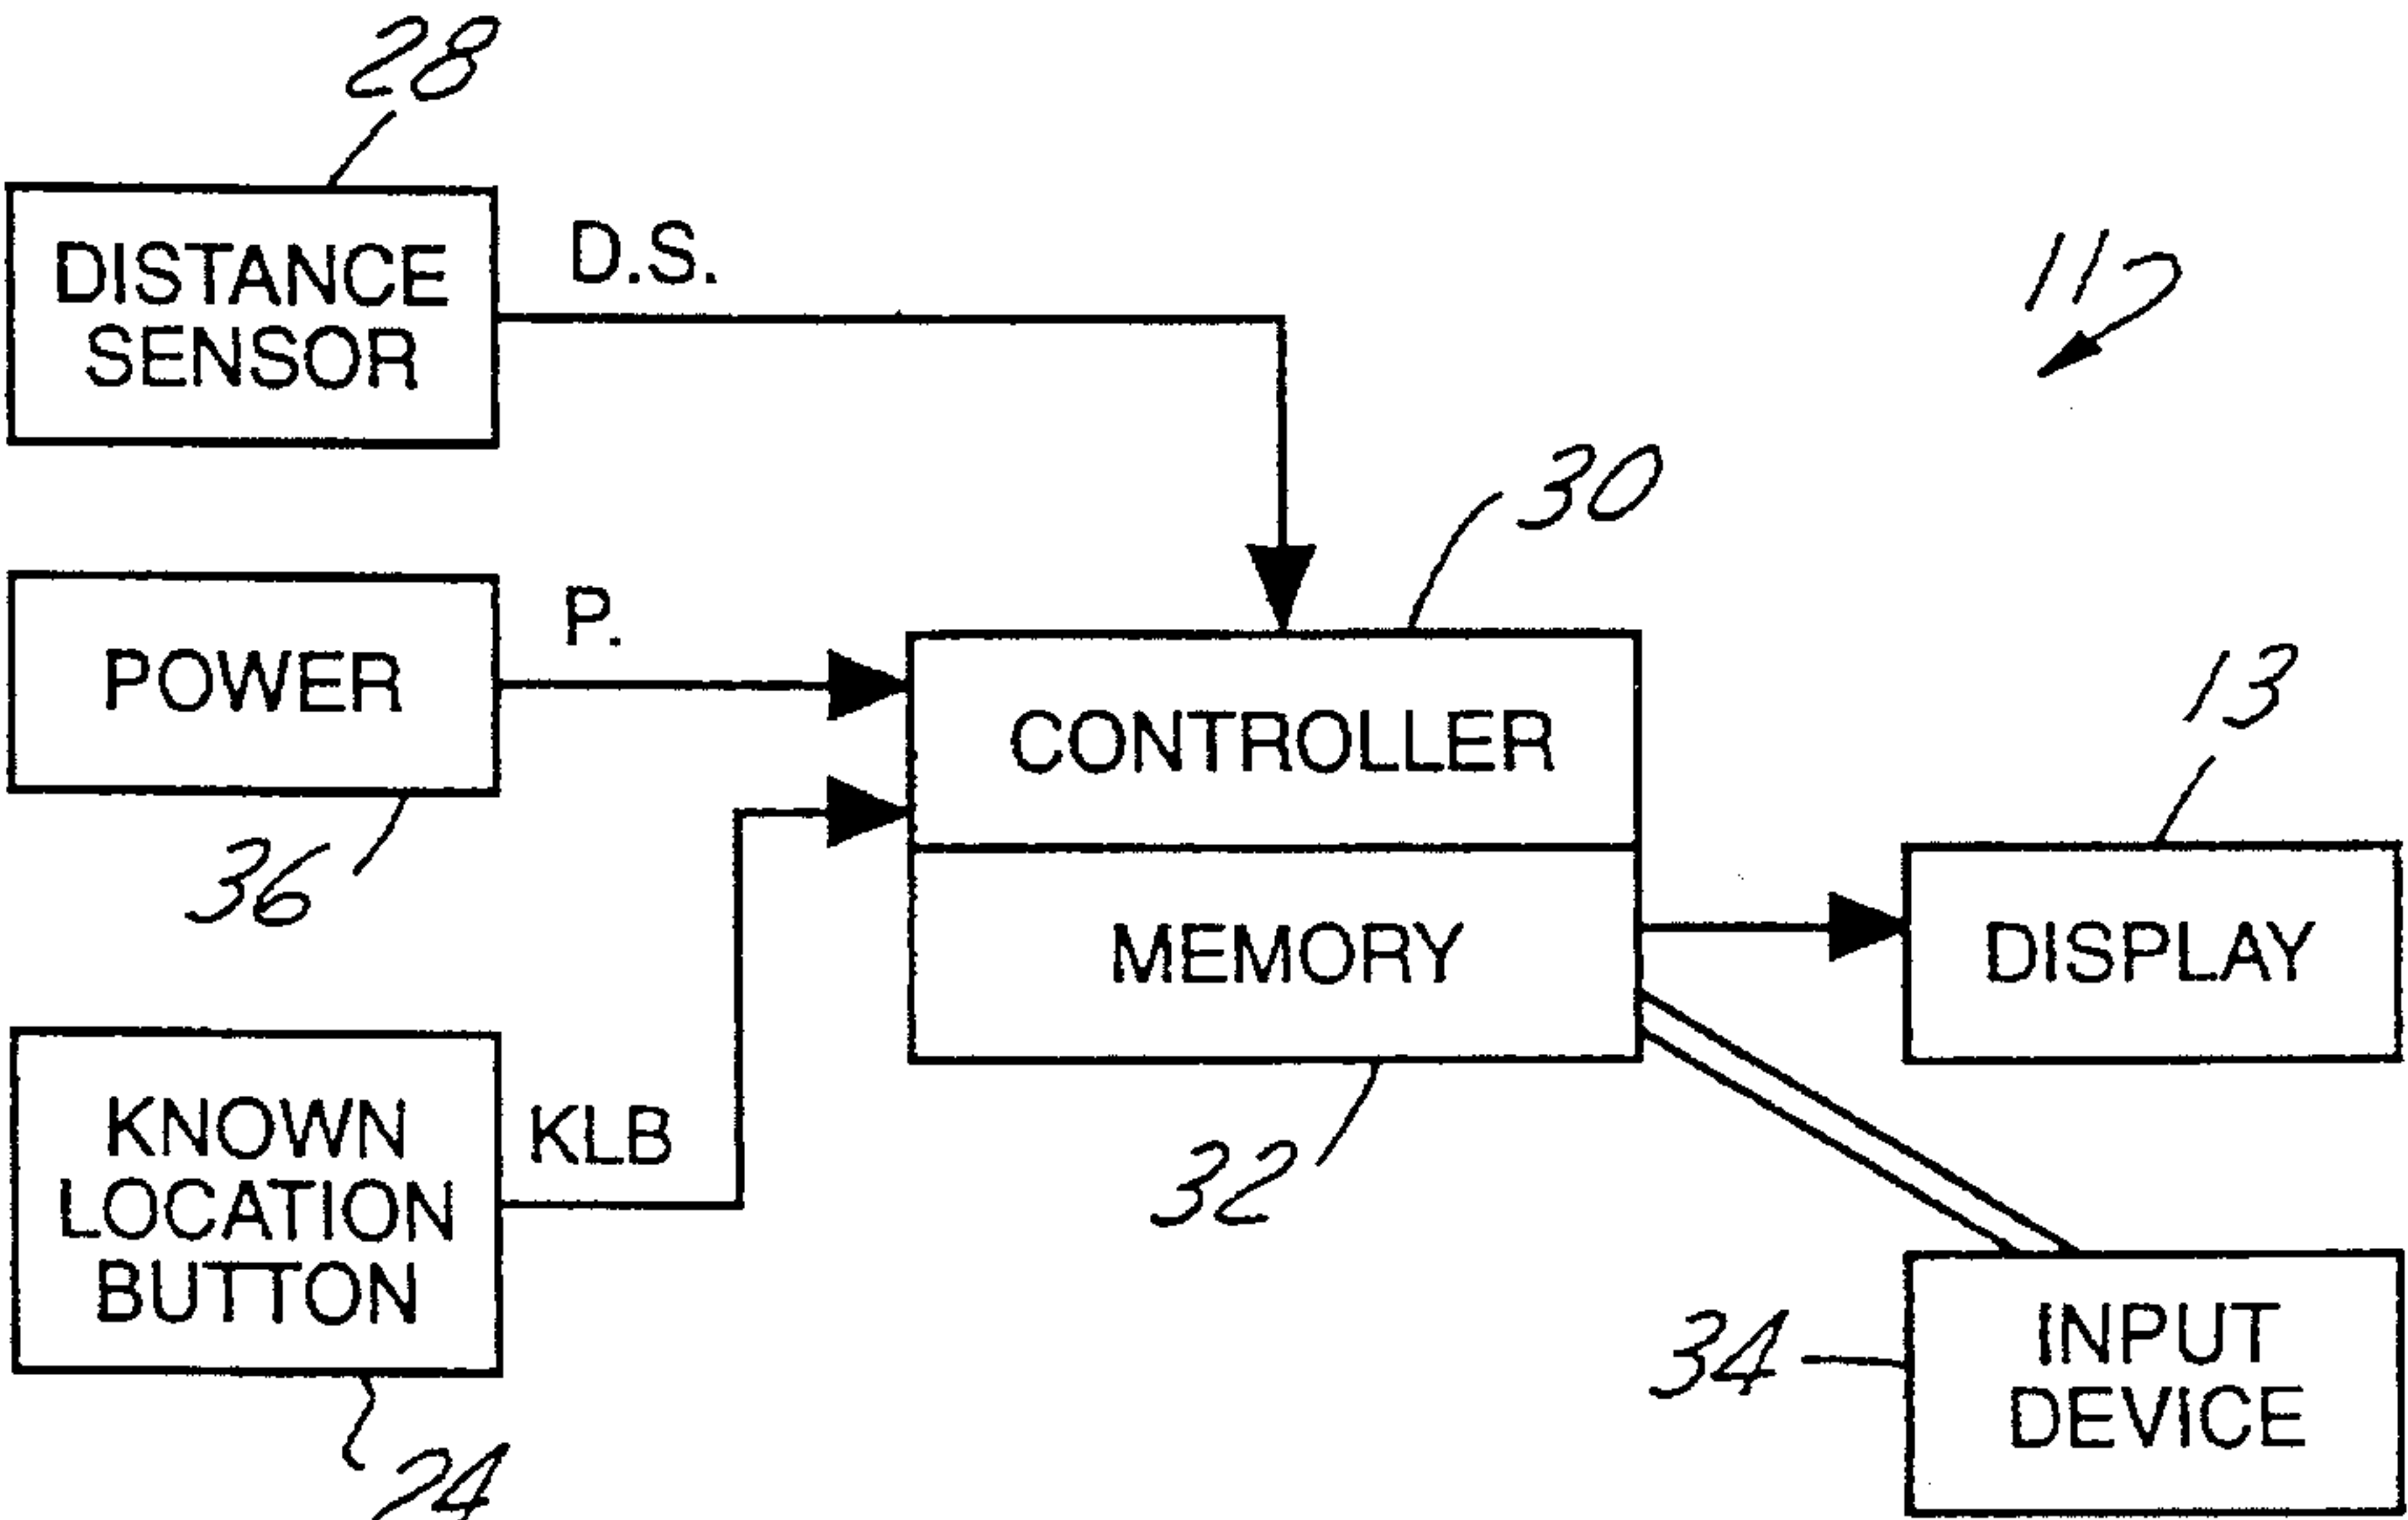 28
DISTANCE
SENSOR
D.S.
11
30
POWER
P.
36
CONTROLLER
MEMORY
13
DISPLAY
KNOWN
LOCATION
BUTTON
KLB
32
34
INPUT
DEVICE
24